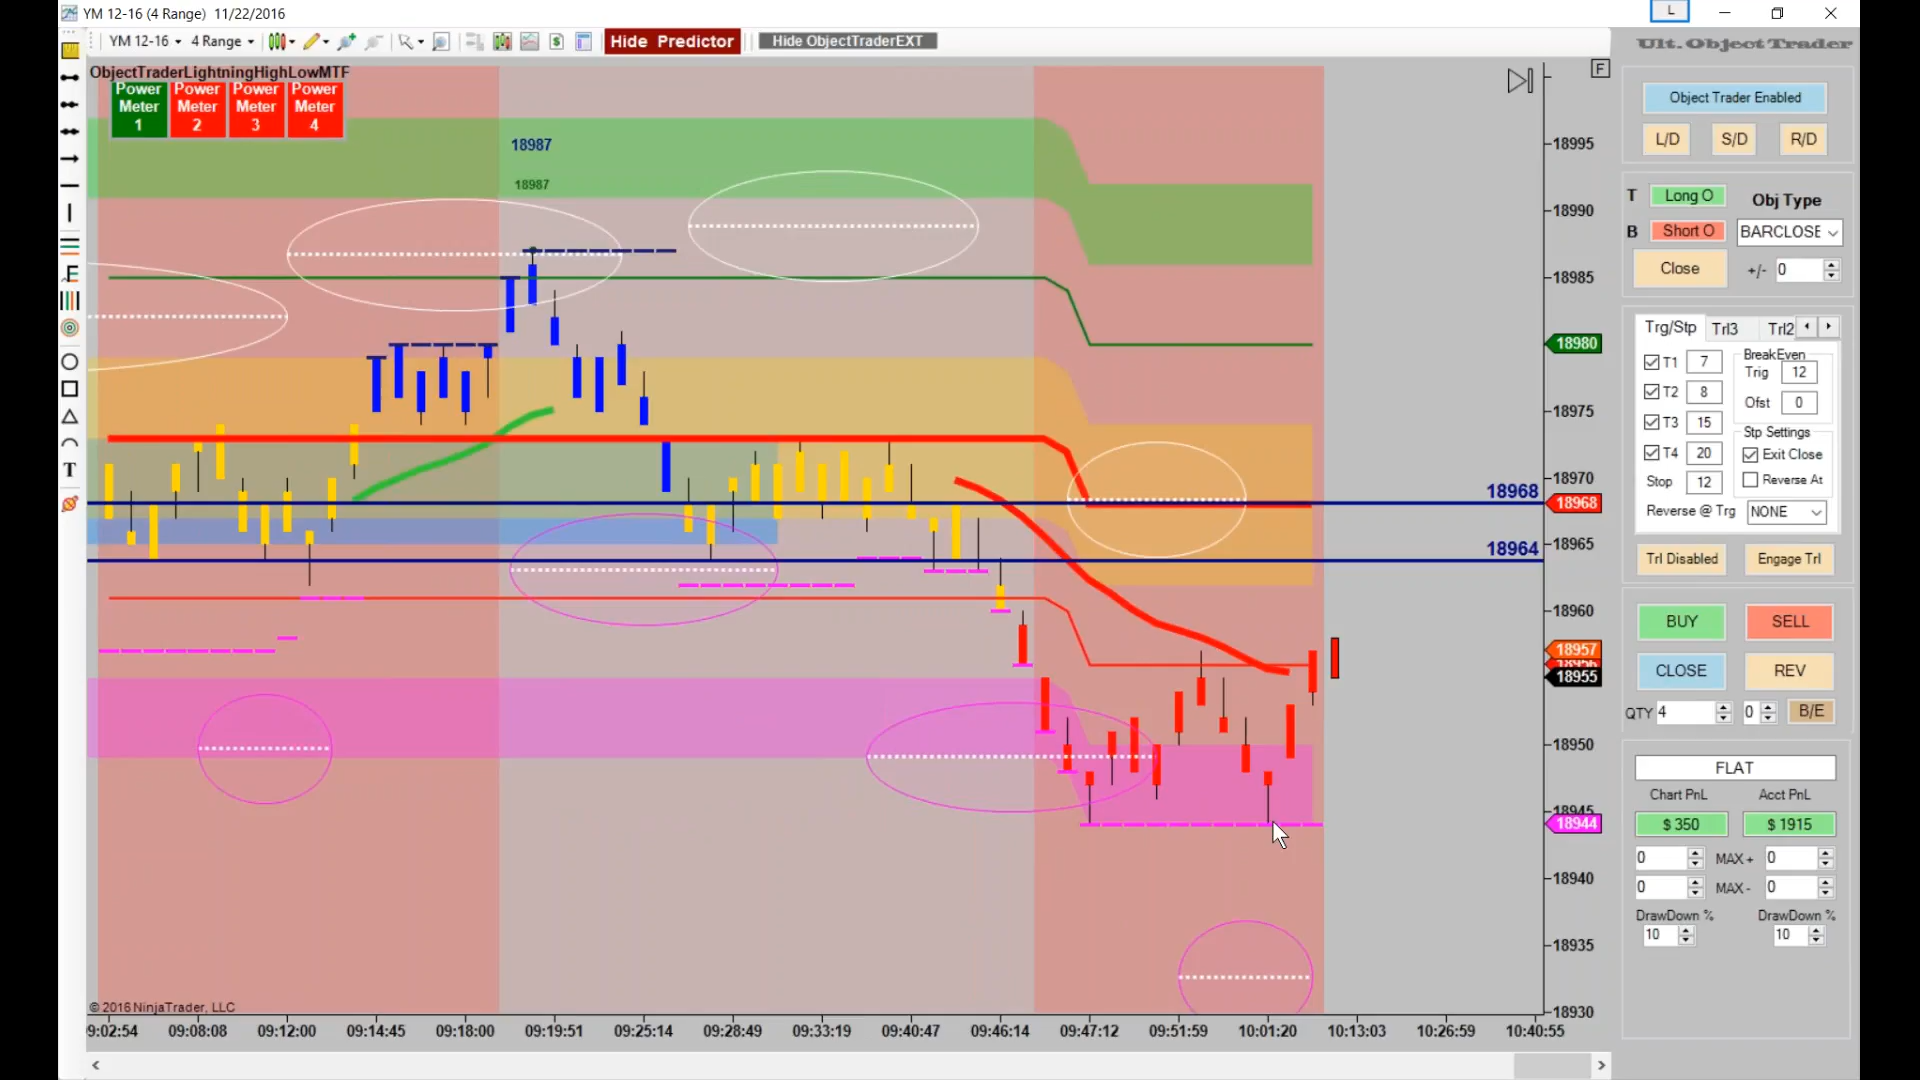 YM 12-16 (4 Range)  11/22/2016
L
YM 12-16
4 Range
Hide Predictor
Hide ObjectTraderEXT
Ult. Object Trader
ObjectTraderLightningHighLowMTF
Power Meter 1
Power Meter 2
Power Meter 3
Power Meter 4
F
E
T
18987
18987
18968
18964
18995
18990
18985
18980
18975
18970
18968
18965
18960
18957
18955
18950
18945
18944
18940
18935
18930
© 2016 NinjaTrader, LLC
9:02:54 09:08:08 09:12:00 09:14:45 09:18:00 09:19:51 09:25:14 09:28:49 09:33:19 09:40:47 09:46:14 09:47:12 09:51:59 10:01:20 10:13:03 10:26:59 10:40:55
Object Trader Enabled
L/D S/D R/D
T Long O Obj Type
B Short O BARCLOSE
Close +/- 0
Trg/Stp Trl3 Trl2
T1 7 BreakEven
Trig 12
T2 8
Ofst 0
T3 15 Stp Settings
T4 20 Exit Close
Stop 12 Reverse At
Reverse @ Trg NONE
Trl Disabled Engage Trl
BUY SELL
CLOSE REV
QTY 4 0 B/E
FLAT
Chart PnL Acct PnL
$ 350 $ 1915
0 MAX + 0
0 MAX - 0
DrawDown % DrawDown %
10 10